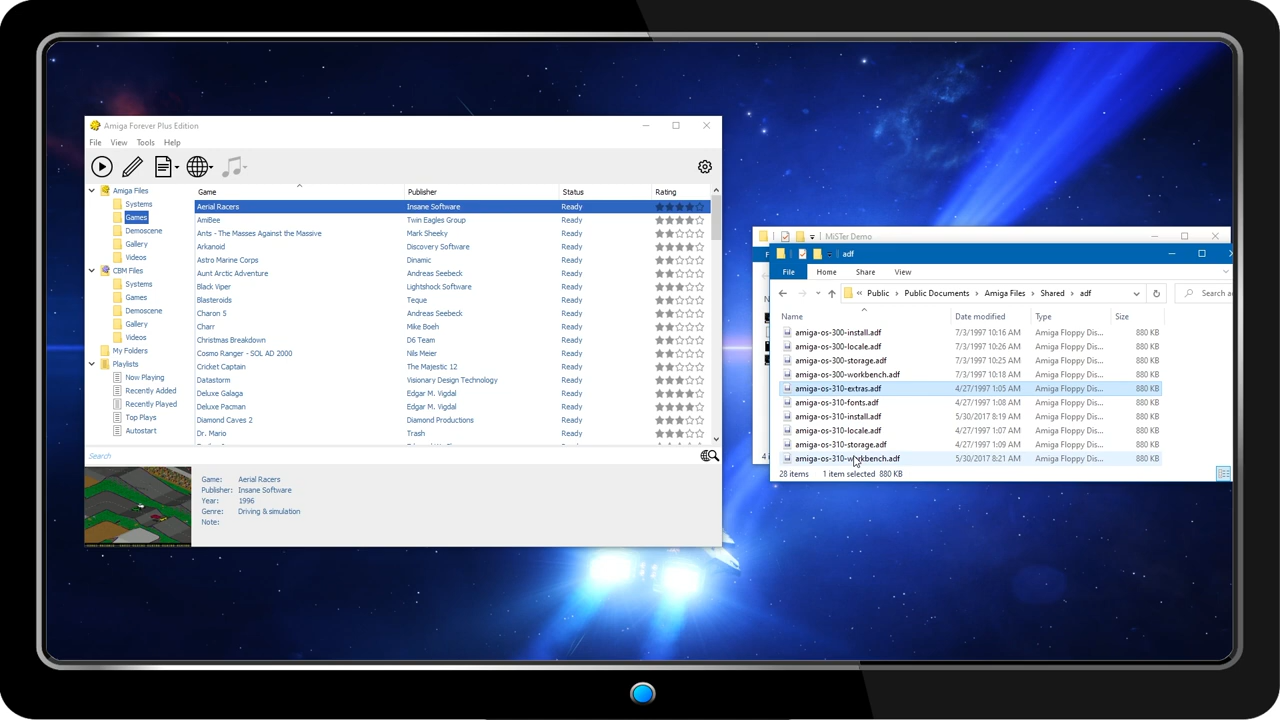 Amiga Forever Plus Edition
File View Tools Help
Amiga Files
Systems
Games
Demoscene
Gallery
Videos
CBM Files
Systems
Games
Demoscene
Gallery
Videos
My Folders
Playlists
Now Playing
Recently Added
Recently Played
Top Plays
Autostart
Game Publisher Status Rating
Aerial Racers Insane Software Ready
AmiBee Twin Eagles Group Ready
Ants - The Masses Against the Massive Mark Sheeky Ready
Arkanoid Discovery Software Ready
Astro Marine Corps Dinamic Ready
Aunt Arctic Adventure Andreas Seebeck Ready
Black Viper Lightshock Software Ready
Blasteroids Teque Ready
Charon 5 Andreas Seebeck Ready
Charr Mike Boeh Ready
Christmas Breakdown D6 Team Ready
Cosmo Ranger - SOL AD 2000 Nils Meier Ready
Cricket Captain The Majestic 12 Ready
Datastorm Visionary Design Technology Ready
Deluxe Galaga Edgar M. Vigdal Ready
Deluxe Pacman Edgar M. Vigdal Ready
Diamond Caves 2 Diamond Productions Ready
Dr. Mario Trash Ready
Search
Game: Aerial Racers
Publisher: Insane Software
Year: 1996
Genre: Driving & simulation
Note:
MiSTer Demo
adf
File Home Share View
« Public > Public Documents > Amiga Files > Shared > adf
Search a
Name Date modified Type Size
amiga-os-300-install.adf 7/3/1997 10:16 AM Amiga Floppy Dis... 880 KB
amiga-os-300-locale.adf 7/3/1997 10:26 AM Amiga Floppy Dis... 880 KB
amiga-os-300-storage.adf 7/3/1997 10:25 AM Amiga Floppy Dis... 880 KB
amiga-os-300-workbench.adf 7/3/1997 10:18 AM Amiga Floppy Dis... 880 KB
amiga-os-310-extras.adf 4/27/1997 1:05 AM Amiga Floppy Dis... 880 KB
amiga-os-310-fonts.adf 4/27/1997 1:08 AM Amiga Floppy Dis... 880 KB
amiga-os-310-install.adf 5/30/2017 8:19 AM Amiga Floppy Dis... 880 KB
amiga-os-310-locale.adf 4/27/1997 1:07 AM Amiga Floppy Dis... 880 KB
amiga-os-310-storage.adf 4/27/1997 1:09 AM Amiga Floppy Dis... 880 KB
amiga-os-310-workbench.adf 5/30/2017 8:21 AM Amiga Floppy Dis... 880 KB
28 items 1 item selected 880 KB